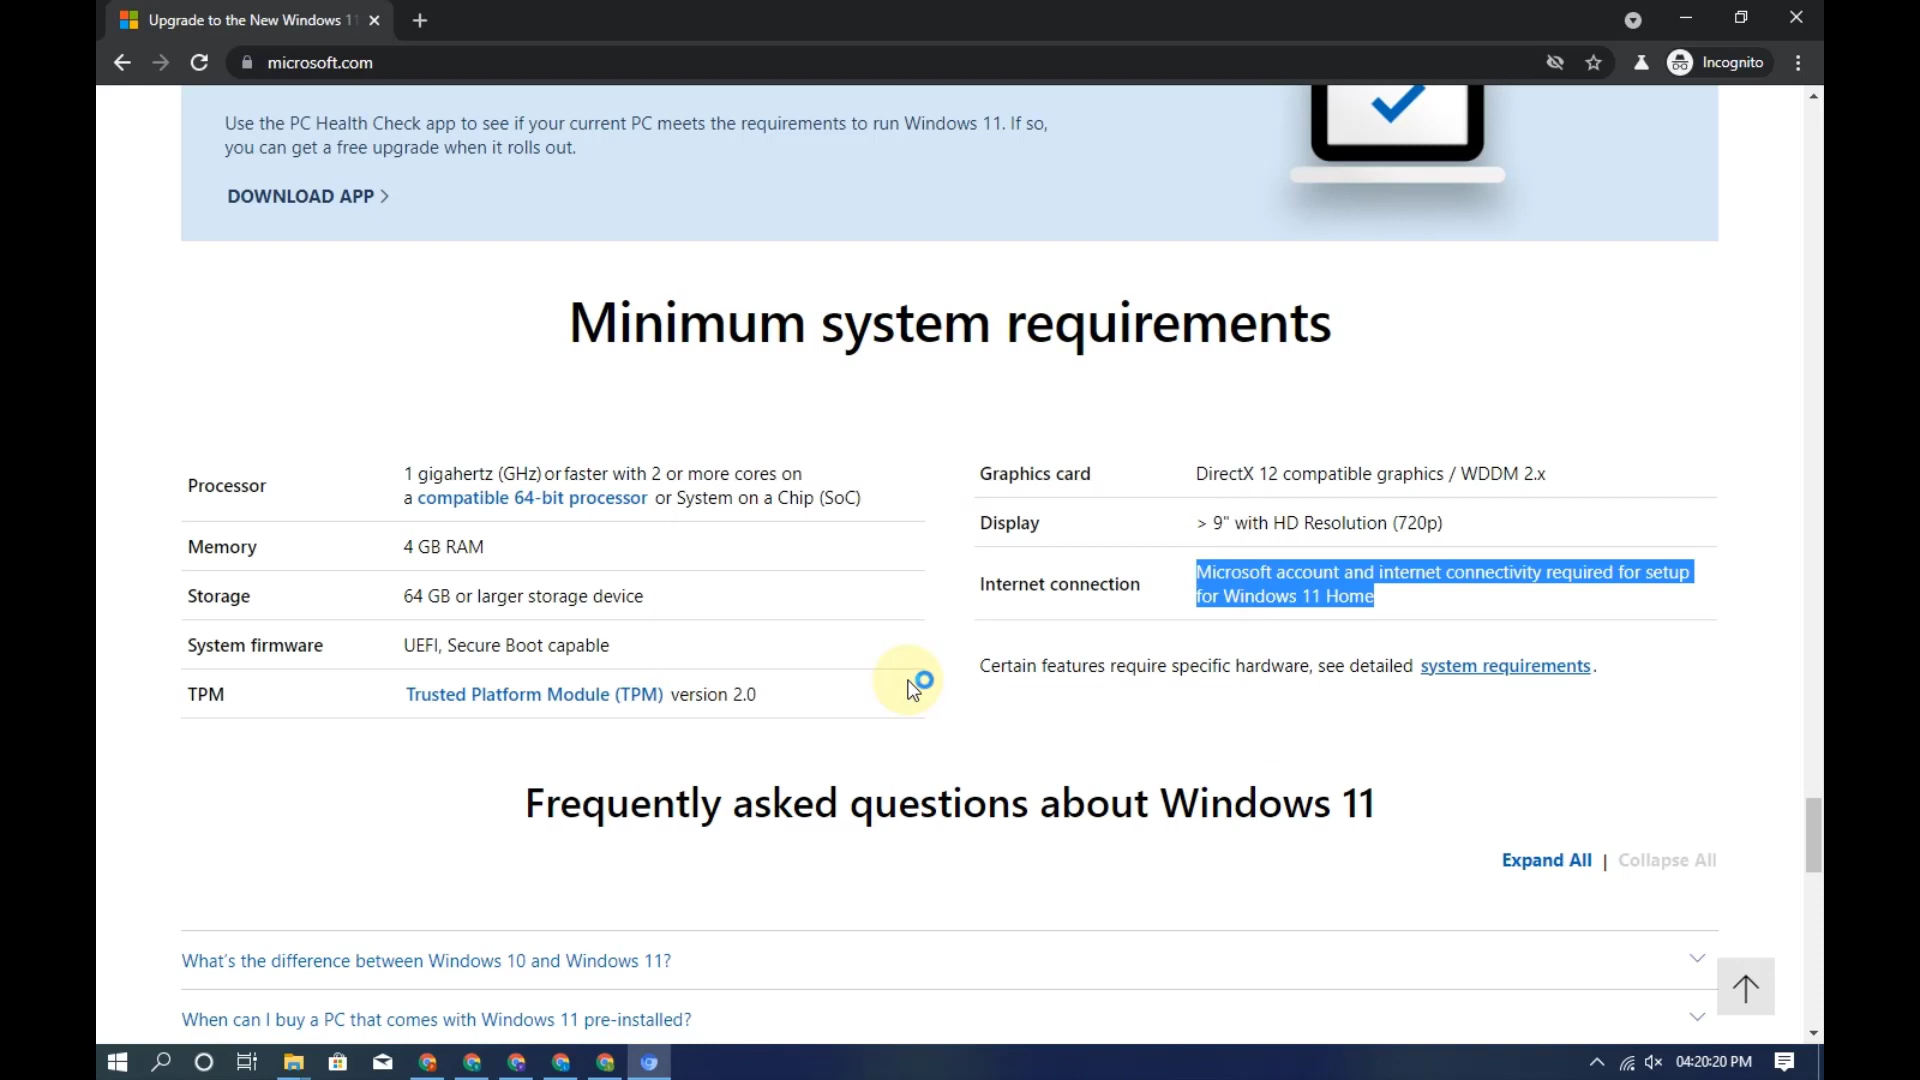 Upgrade to the New Windows 11
microsoft.com
Incognito
Use the PC Health Check app to see if your current PC meets the requirements to run Windows 11. If so,
you can get a free upgrade when it rolls out.
DOWNLOAD APP >
Minimum system requirements
Processor
1 gigahertz (GHz) or faster with 2 or more cores on
a compatible 64-bit processor or System on a Chip (SoC)
Memory
4 GB RAM
Storage
64 GB or larger storage device
System firmware
UEFI, Secure Boot capable
TPM
Trusted Platform Module (TPM) version 2.0
Graphics card
DirectX 12 compatible graphics / WDDM 2.x
Display
> 9" with HD Resolution (720p)
Internet connection
Microsoft account and internet connectivity required for setup
for Windows 11 Home
Certain features require specific hardware, see detailed system requirements.
Frequently asked questions about Windows 11
Expand All | Collapse All
What's the difference between Windows 10 and Windows 11?
When can I buy a PC that comes with Windows 11 pre-installed?
04:20:20 PM